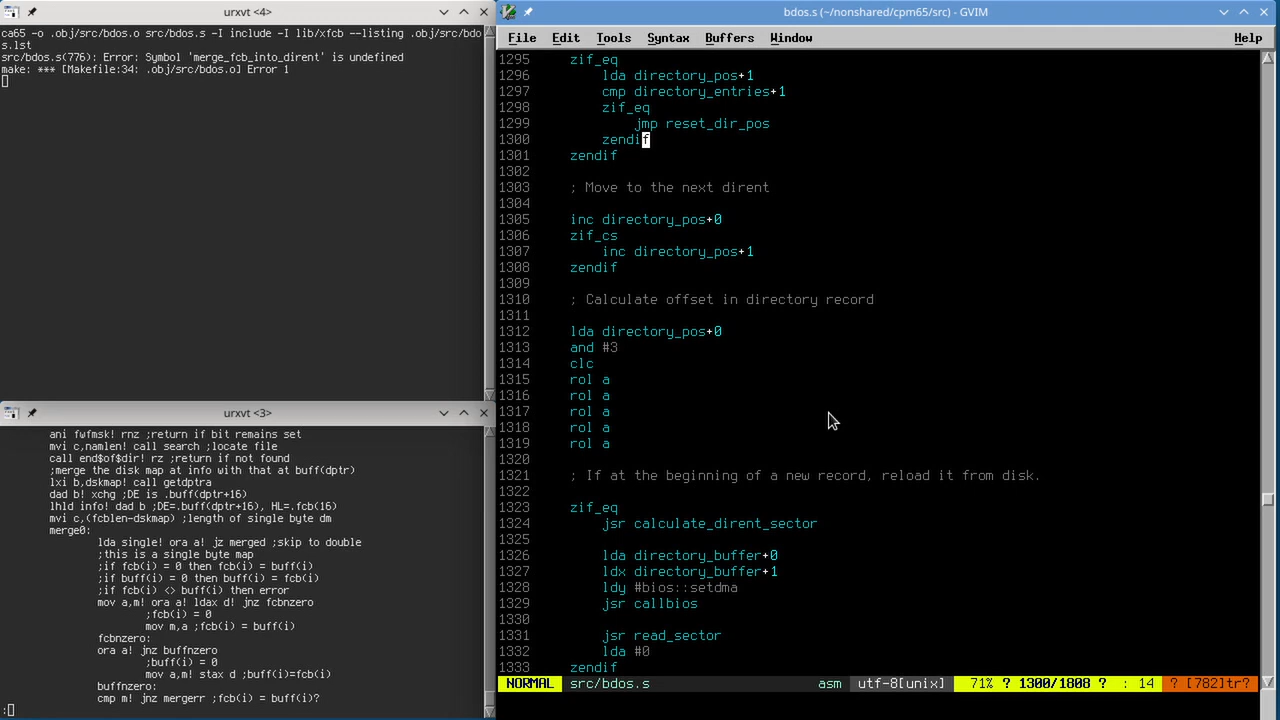 urxvt <4>
ca65 -o .obj/src/bdos.o src/bdos.s -I include -I lib/xfcb --listing .obj/src/bdo
s.lst
src/bdos.s(776): Error: Symbol 'merge_fcb_into_dirent' is undefined
make: *** [Makefile:34: .obj/src/bdos.o] Error 1
urxvt <3>
ani fwfmsk! rnz ;return if bit remains set
mvi c,namlen! call search ;locate file
call end$of$dir! rz ;return if not found
;merge the disk map at info with that at buff(dptr)
lxi b,dskmap! call getdptra
dad b! xchg ;DE is .buff(dptr+16)
lhld info! dad b ;DE=.buff(dptr+16), HL=.fcb(16)
mvi c,(fcblen-dskmap) ;length of single byte dm
merge0:
lda single! ora a! jz merged ;skip to double
;this is a single byte map
;if fcb(i) = 0 then fcb(i) = buff(i)
;if buff(i) = 0 then buff(i) = fcb(i)
;if fcb(i) <> buff(i) then error
mov a,m! ora a! ldax d! jnz fcbnzero
;fcb(i) = 0
mov m,a ;fcb(i) = buff(i)
fcbnzero:
ora a! jnz buffnzero
;buff(i) = 0
mov a,m! stax d ;buff(i)=fcb(i)
buffnzero:
cmp m! jnz mergerr ;fcb(i) = buff(i)?
:
bdos.s (~/nonshared/cpm65/src) - GVIM
File Edit Tools Syntax Buffers Window Help
1295 zif_eq
1296 lda directory_pos+1
1297 cmp directory_entries+1
1298 zif_eq
1299 jmp reset_dir_pos
1300 zendif
1301 zendif
1302
1303 ; Move to the next dirent
1304
1305 inc directory_pos+0
1306 zif_cs
1307 inc directory_pos+1
1308 zendif
1309
1310 ; Calculate offset in directory record
1311
1312 lda directory_pos+0
1313 and #3
1314 clc
1315 rol a
1316 rol a
1317 rol a
1318 rol a
1319 rol a
1320
1321 ; If at the beginning of a new record, reload it from disk.
1322
1323 zif_eq
1324 jsr calculate_dirent_sector
1325
1326 lda directory_buffer+0
1327 ldx directory_buffer+1
1328 ldy #bios::setdma
1329 jsr callbios
1330
1331 jsr read_sector
1332 lda #0
1333 zendif
NORMAL src/bdos.s asm utf-8[unix] 71% ? 1300/1808 ? : 14 ? [782]tr?